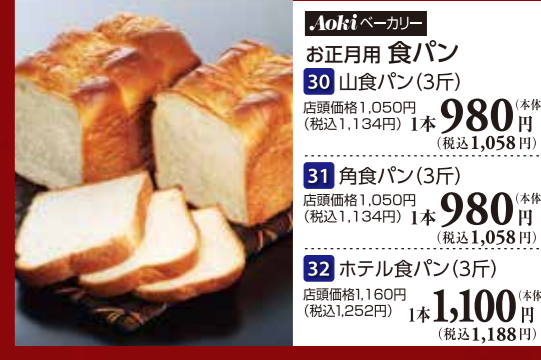 Aoki ベーカリー
お正月用 食パン
30 山食パン(3斤)
店頭価格1,050円
(税込1,134円) 1本 980円(本体
(税込1,058円)
31 角食パン(3斤)
店頭価格1,050円
(税込1,134円) 1本 980円(本体
(税込1,058円)
32 ホテル食パン(3斤)
店頭価格1,160円
(税込1,252円) 1本 1,100円(本体
(税込1,188円)